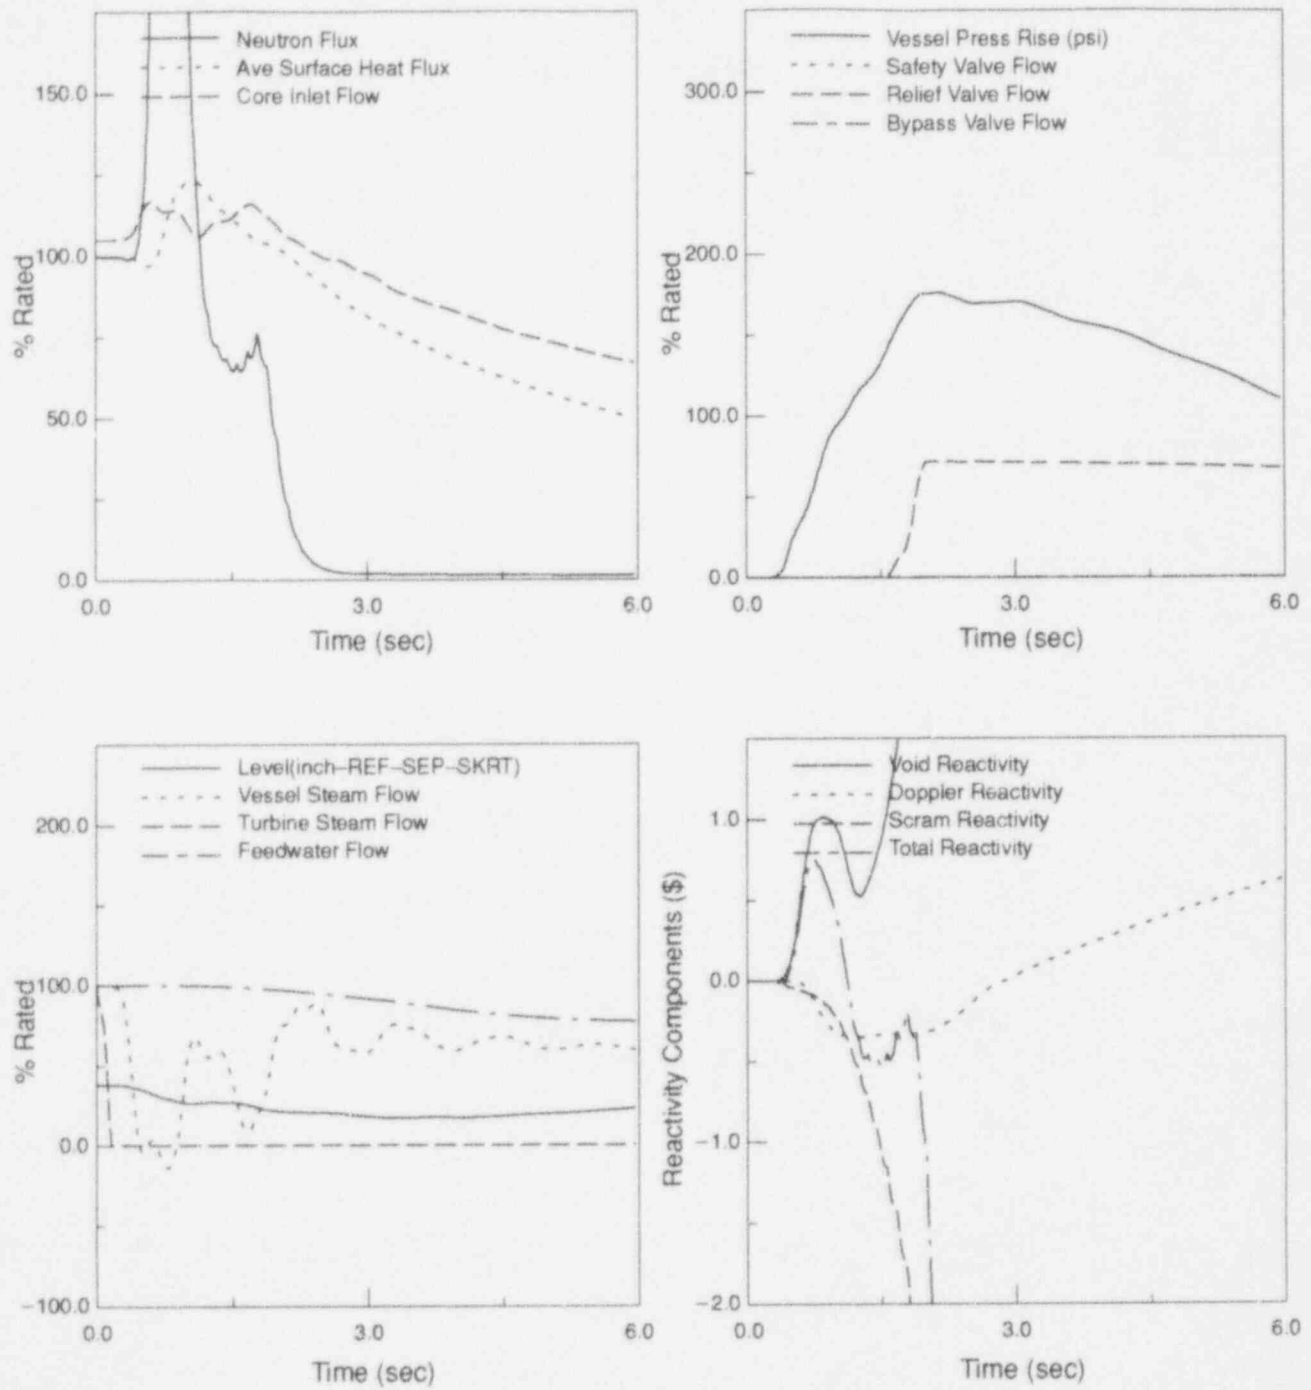 Neutron Flux
Ave Surface Heat Flux
Core Inlet Flow
150.0
100.0
50.0
0.0
% Rated
0.0
3.0
6.0
Time (sec)
Vessel Press Rise (psi)
Safety Valve Flow
Relief Valve Flow
Bypass Valve Flow
300.0
200.0
100.0
0.0
% Rated
0.0
3.0
6.0
Time (sec)
Level(inch-REF-SEP-SKRT)
Vessel Steam Flow
Turbine Steam Flow
Feedwater Flow
200.0
100.0
0.0
-100.0
% Rated
0.0
3.0
6.0
Time (sec)
Void Reactivity
Doppler Reactivity
Scram Reactivity
Total Reactivity
1.0
0.0
-1.0
-2.0
Reactivity Components ($)
0.0
3.0
6.0
Time (sec)